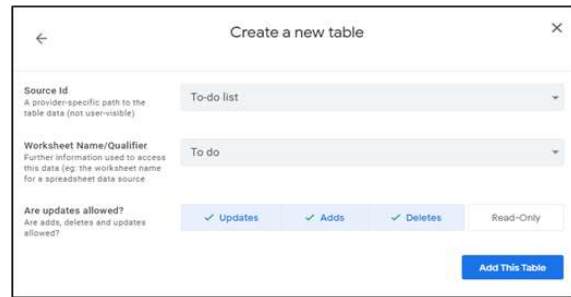 Create a new table
Source Id
A provider-specific path to the
table data (not user-visible)
To-do list
Worksheet Name/Qualifier
Further information used to access
this data (eg: the worksheet name
for a spreadsheet data source
To do
Are updates allowed?
Are adds, deletes and updates
allowed?
Updates Adds Deletes Read-Only
Add This Table